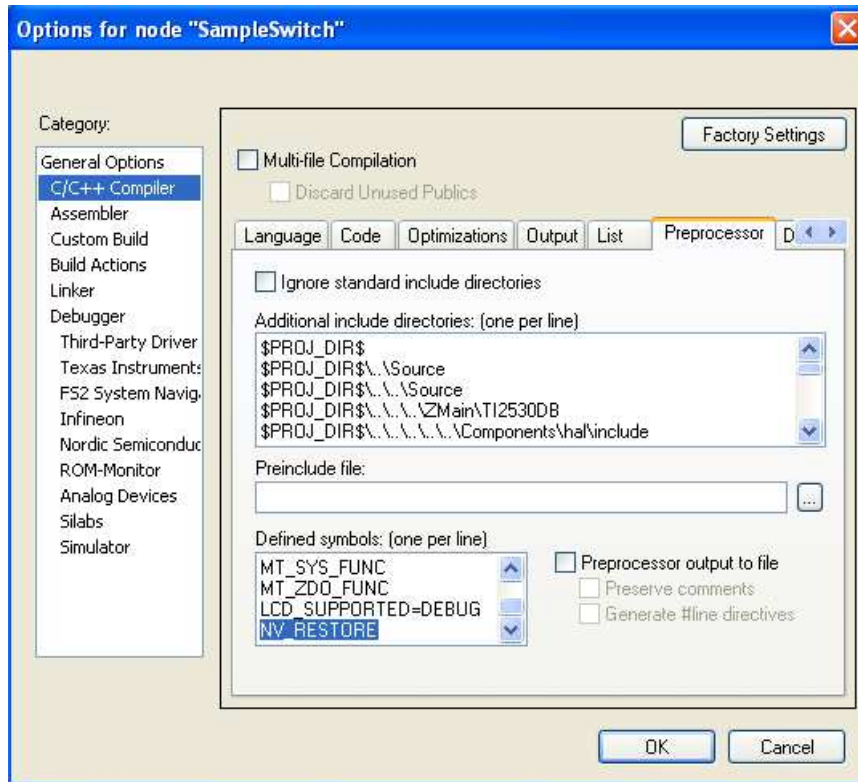 Options for node "SampleSwitch"
Category:
General Options
C/C++ Compiler
Assembler
Custom Build
Build Actions
Linker
Debugger
Third-Party Driver
Texas Instruments
FS2 System Navig
Infineon
Nordic Semiconduc
ROM-Monitor
Analog Devices
Silabs
Simulator
Factory Settings
Multi-file Compilation
Discard Unused Publics
Language Code Optimizations Output List Preprocessor D
Ignore standard include directories
Additional include directories: (one per line)
$PROJ_DIR$
$PROJ_DIR$\..\Source
$PROJ_DIR$\..\..\Source
$PROJ_DIR$\..\..\..\ZMain\TI2530DB
$PROJ_DIR$\..\..\..\..\..\Components\hal\include
Preinclude file:
...
Defined symbols: (one per line)
MT_SYS_FUNC
MT_ZDO_FUNC
LCD_SUPPORTED=DEBUG
NV_RESTORE
Preprocessor output to file
Preserve comments
Generate #line directives
OK Cancel